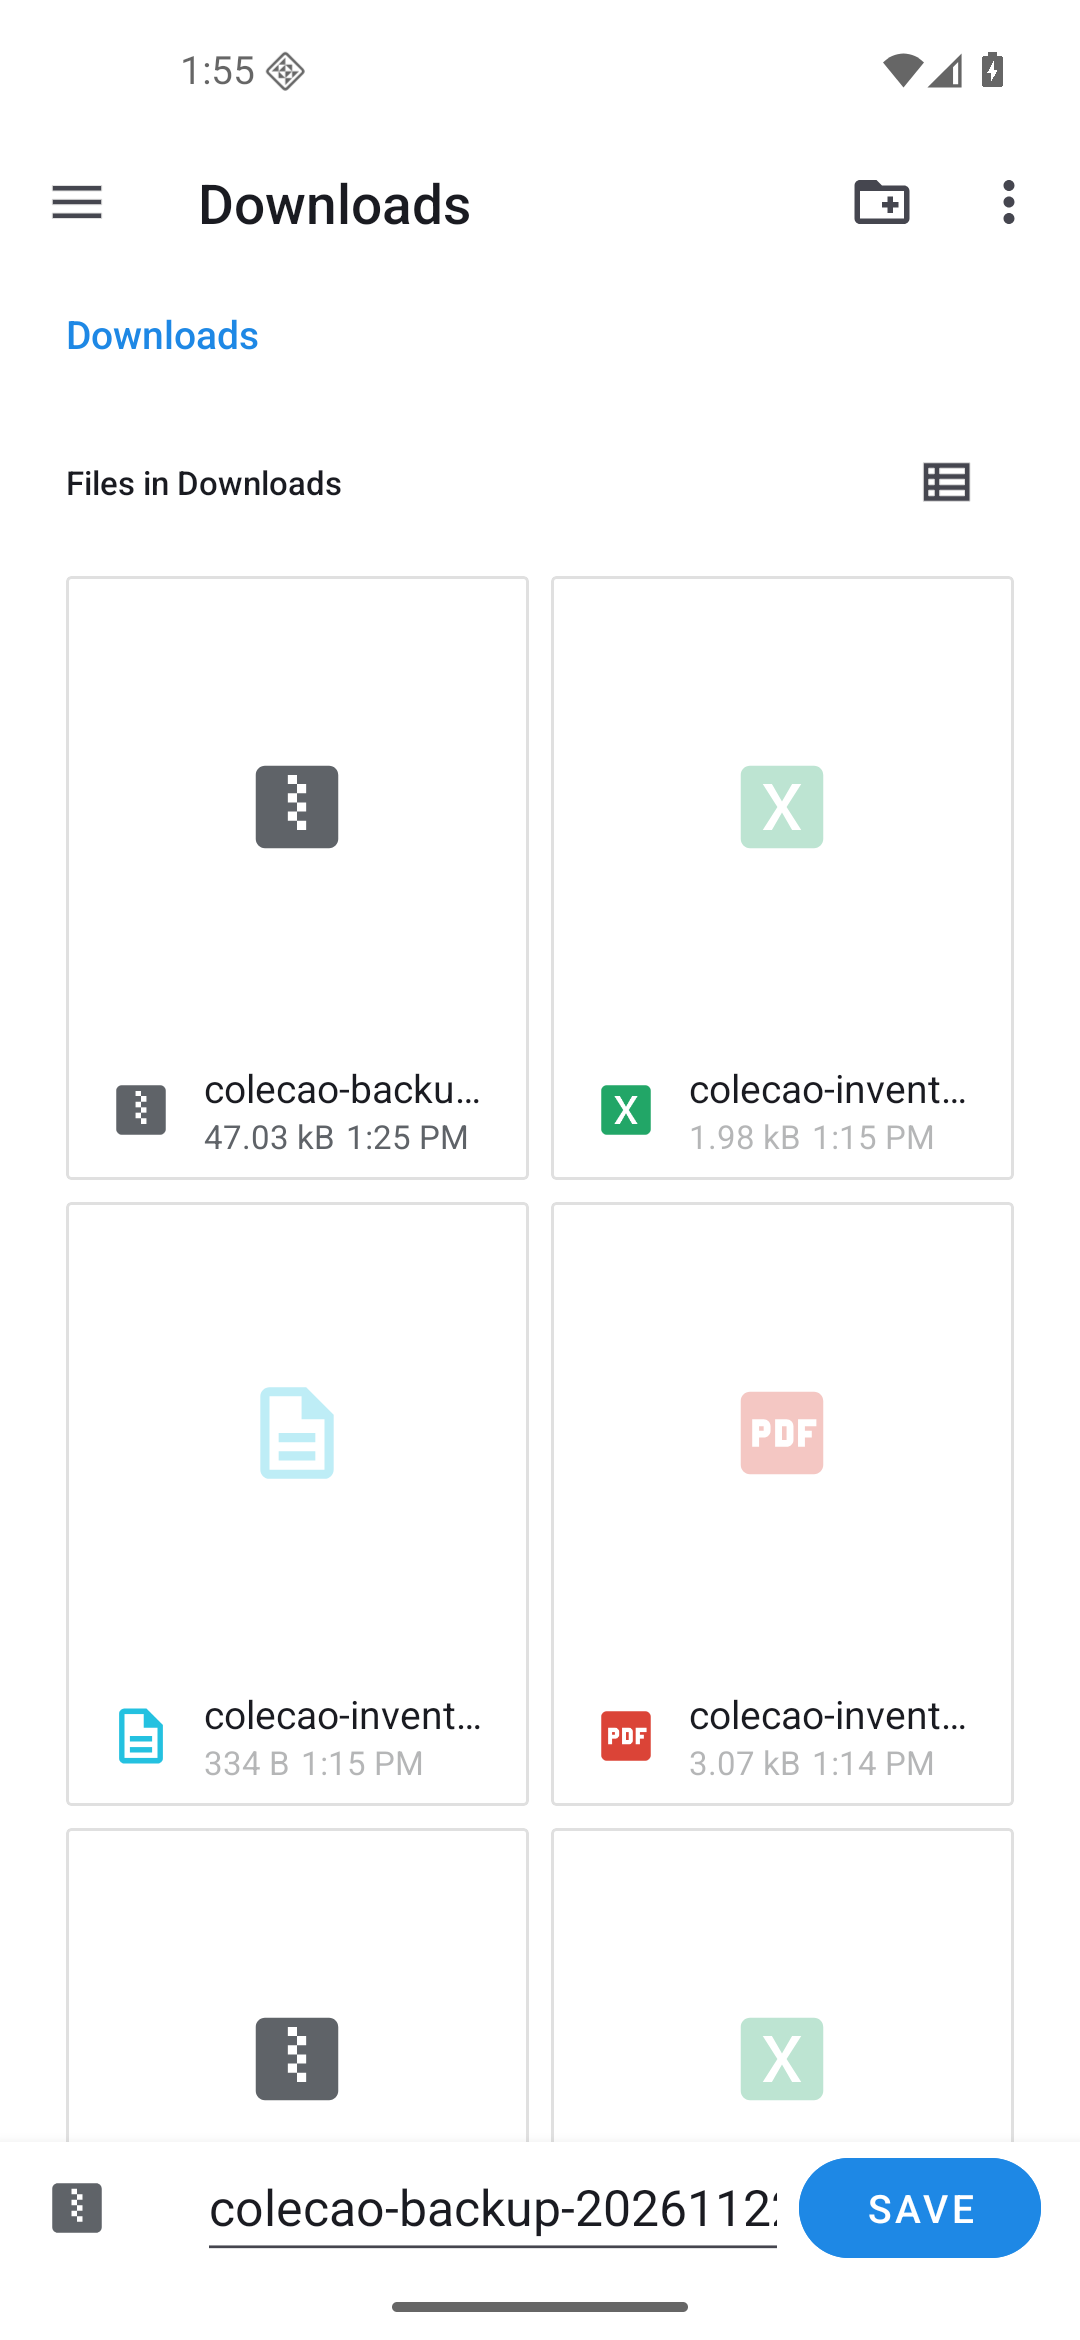 1:55
Downloads
Downloads
Files in Downloads
colecao-backu...
47.03 kB 1:25 PM
X
colecao-invent...
1.98 kB 1:15 PM
X
colecao-invent...
334 B 1:15 PM
PDF
PDF
colecao-invent...
3.07 kB 1:14 PM
X
colecao-backup-2026112
SAVE